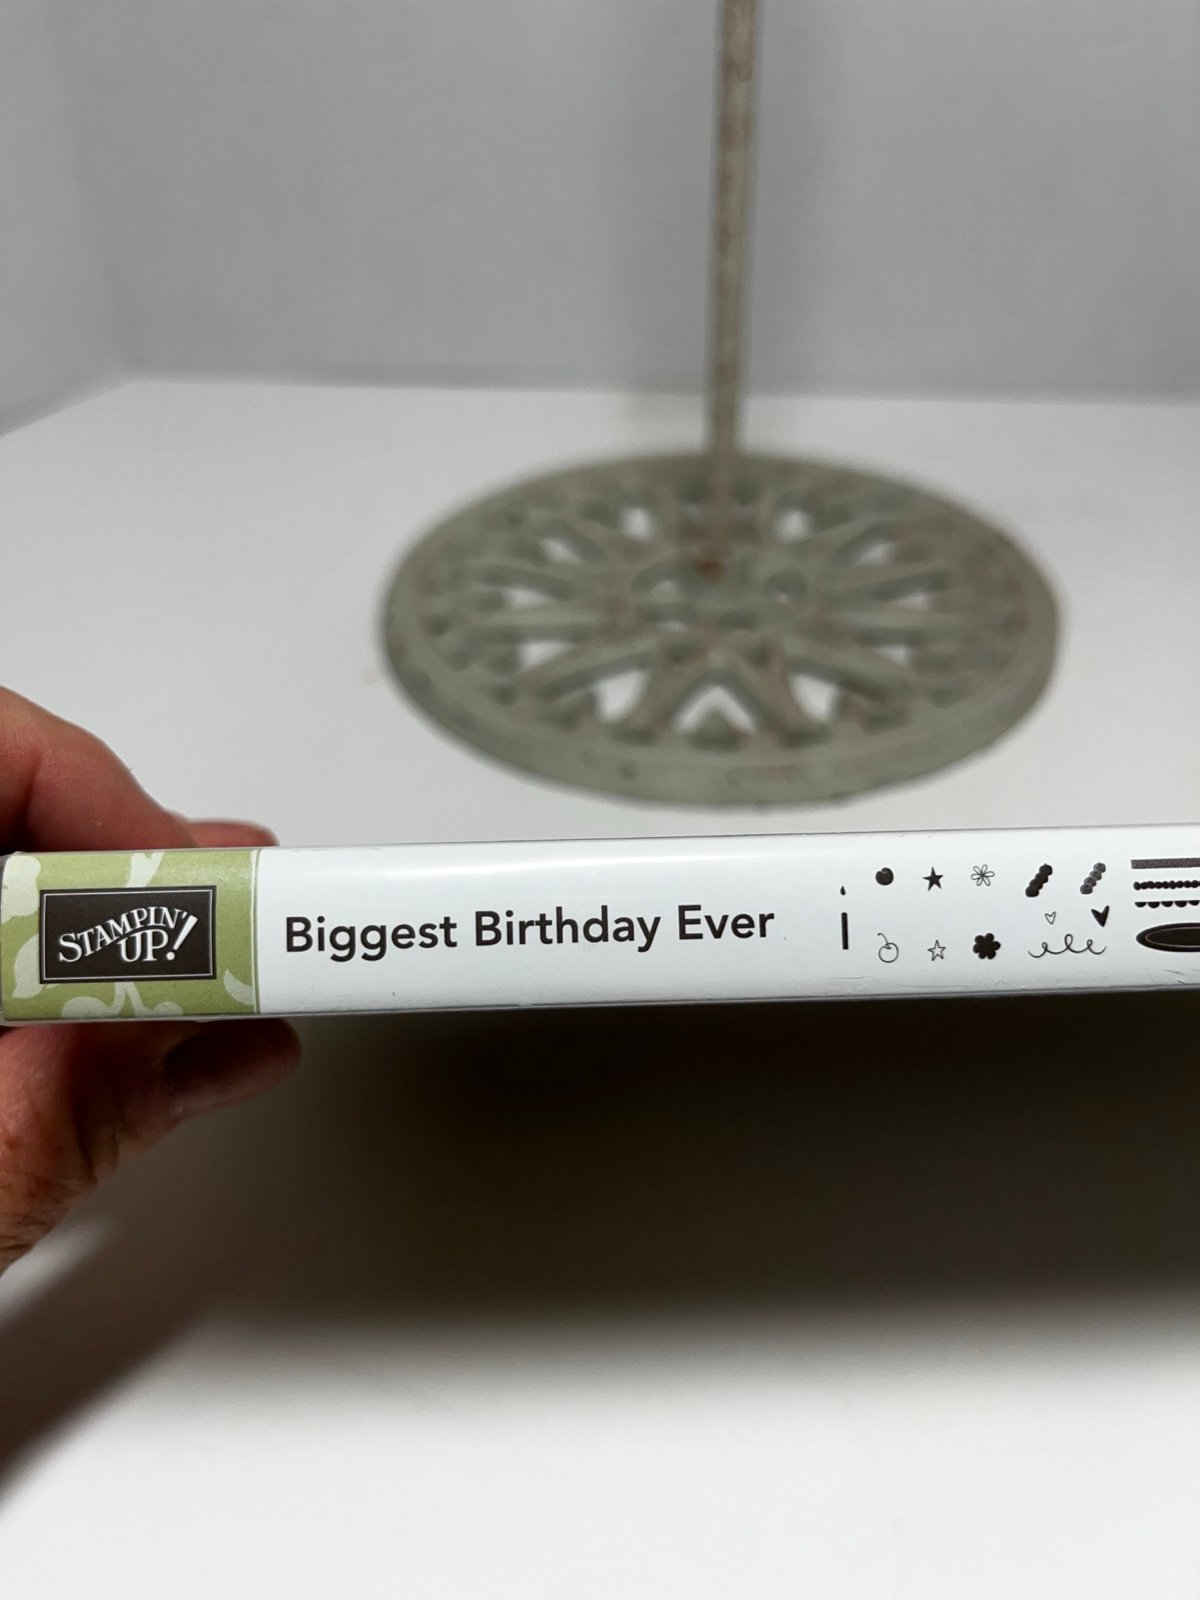 STAMPIN'
UP!
Biggest Birthday Ever